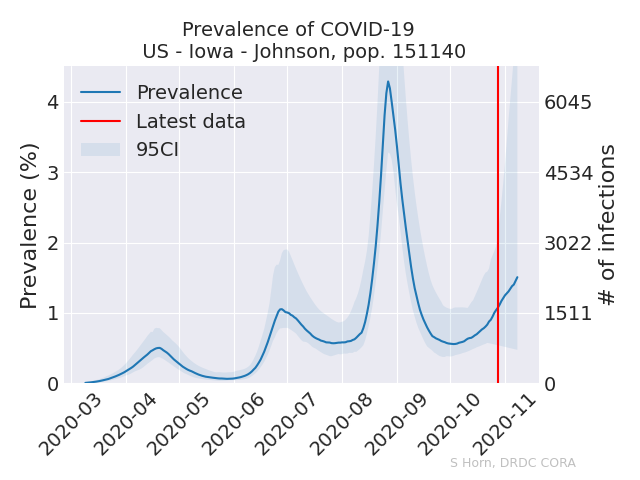 Prevalence of COVID-19
US - Iowa - Johnson, pop. 151140
Prevalence
Latest data
95CI
Prevalence (%)
4
3
2
1
0
6045
4534
3022
1511
0
# of infections
2020-03
2020-04
2020-05
2020-06
2020-07
2020-08
2020-09
2020-10
2020-11
S Horn, DRDC CORA